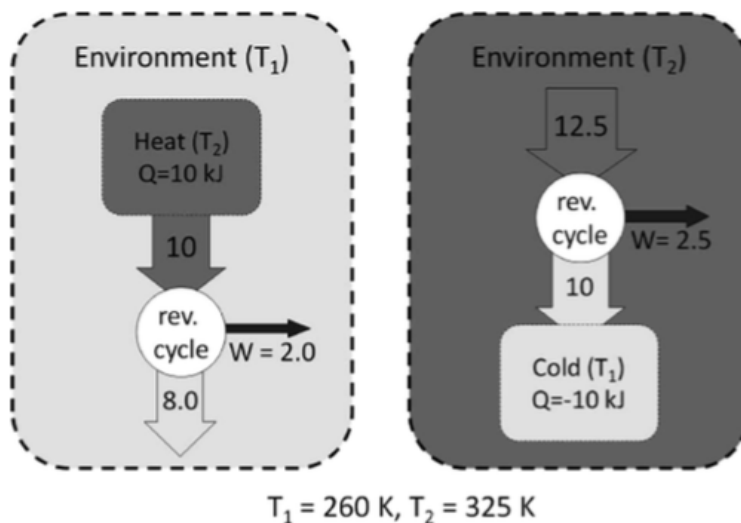 Environment (T₁)
Heat (T₂)
Q=10 kJ
10
rev.
cycle
W = 2.0
8.0
Environment (T₂)
12.5
rev.
cycle
W= 2.5
10
Cold (T₁)
Q=-10 kJ
T₁ = 260 K, T₂ = 325 K